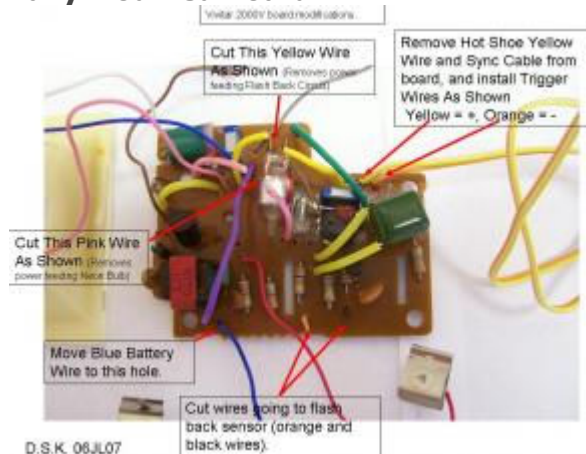 Vivitar 2000V board modifications.
Cut This Yellow Wire
As Shown (Removes power
feeding Flash Back Circuit)
Remove Hot Shoe Yellow
Wire and Sync Cable from
board, and install Trigger
Wires As Shown
Yellow = +, Orange = -
Cut This Pink Wire
As Shown (Removes
power feeding Neon Bulb)
Move Blue Battery
Wire to this hole.
Cut wires going to flash
back sensor (orange and
black wires).
D.S.K. 06JL07